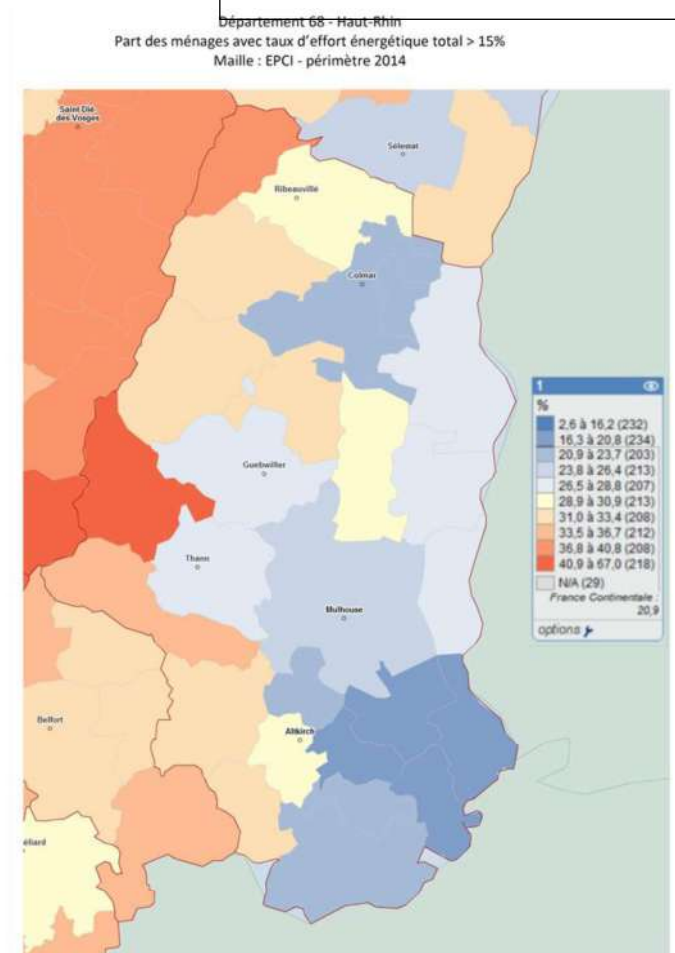 Département 68 - Haut-Rhin
Part des ménages avec taux d'effort énergétique total > 15%
Maille : EPCI - périmètre 2014
Saint Dié
des Vosges
Sélestat
Ribeauvillé
Colmar
Guebwiller
Thann
Mulhouse
Altkirch
Belfort
éliard
1
%
2,6 à 16,2 (232)
16,3 à 20,8 (234)
20,9 à 23,7 (203)
23,8 à 26,4 (213)
26,5 à 28,8 (207)
28,9 à 30,9 (213)
31,0 à 33,4 (208)
33,5 à 36,7 (212)
36,8 à 40,8 (208)
40,9 à 67,0 (218)
N/A (29)
France Continentale :
20,9
options